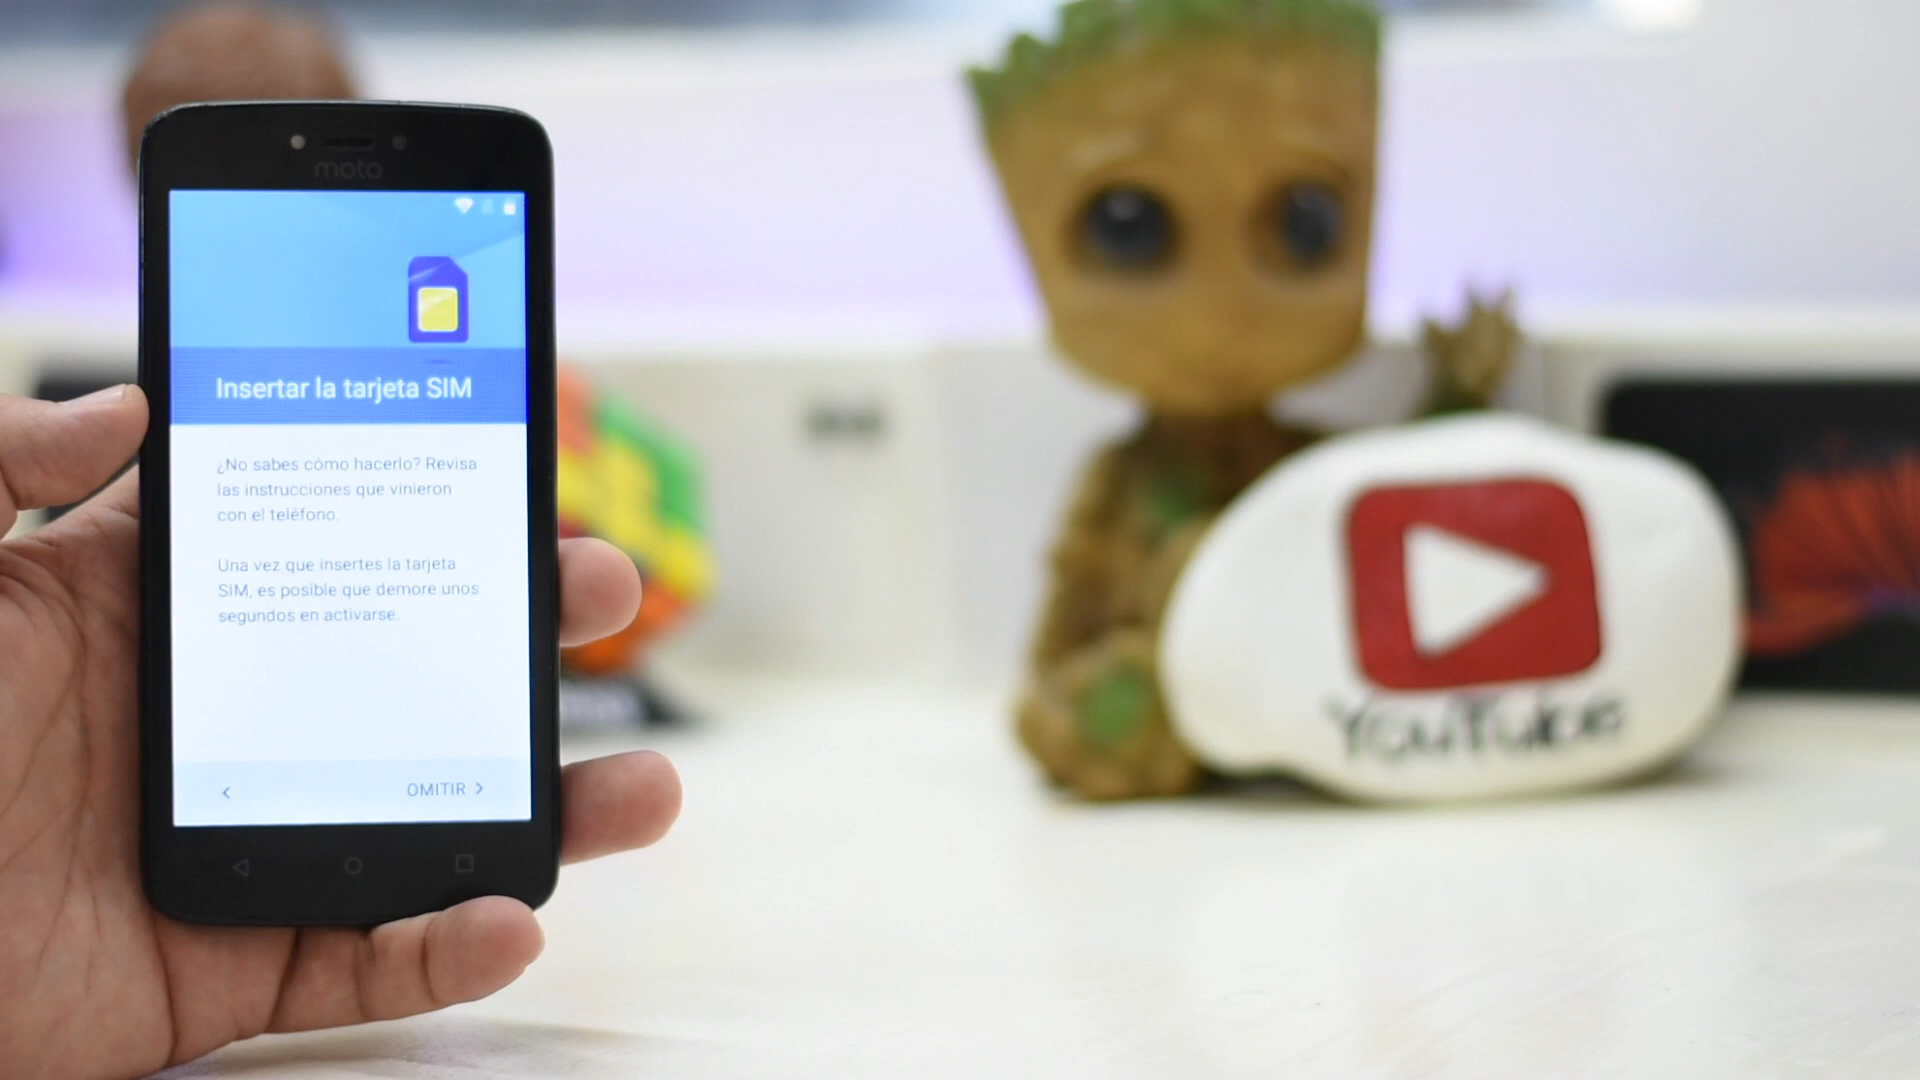 moto
Insertar la tarjeta SIM
¿No sabes cómo hacerlo? Revisa
las instrucciones que vinieron
con el teléfono.
Una vez que insertes la tarjeta
SIM, es posible que demore unos
segundos en activarse.
OMITIR
YouTube